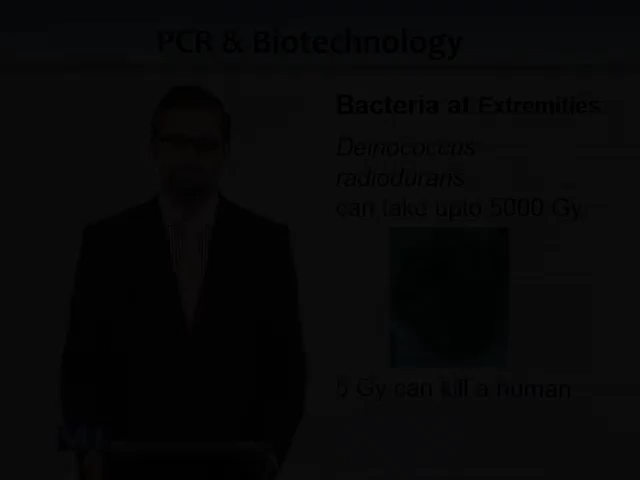 PCR & Biotechnology
Bacteria at Extremities
Deinococcus
radiodurans
can take upto 5000 Gy
5 Gy can kill a human